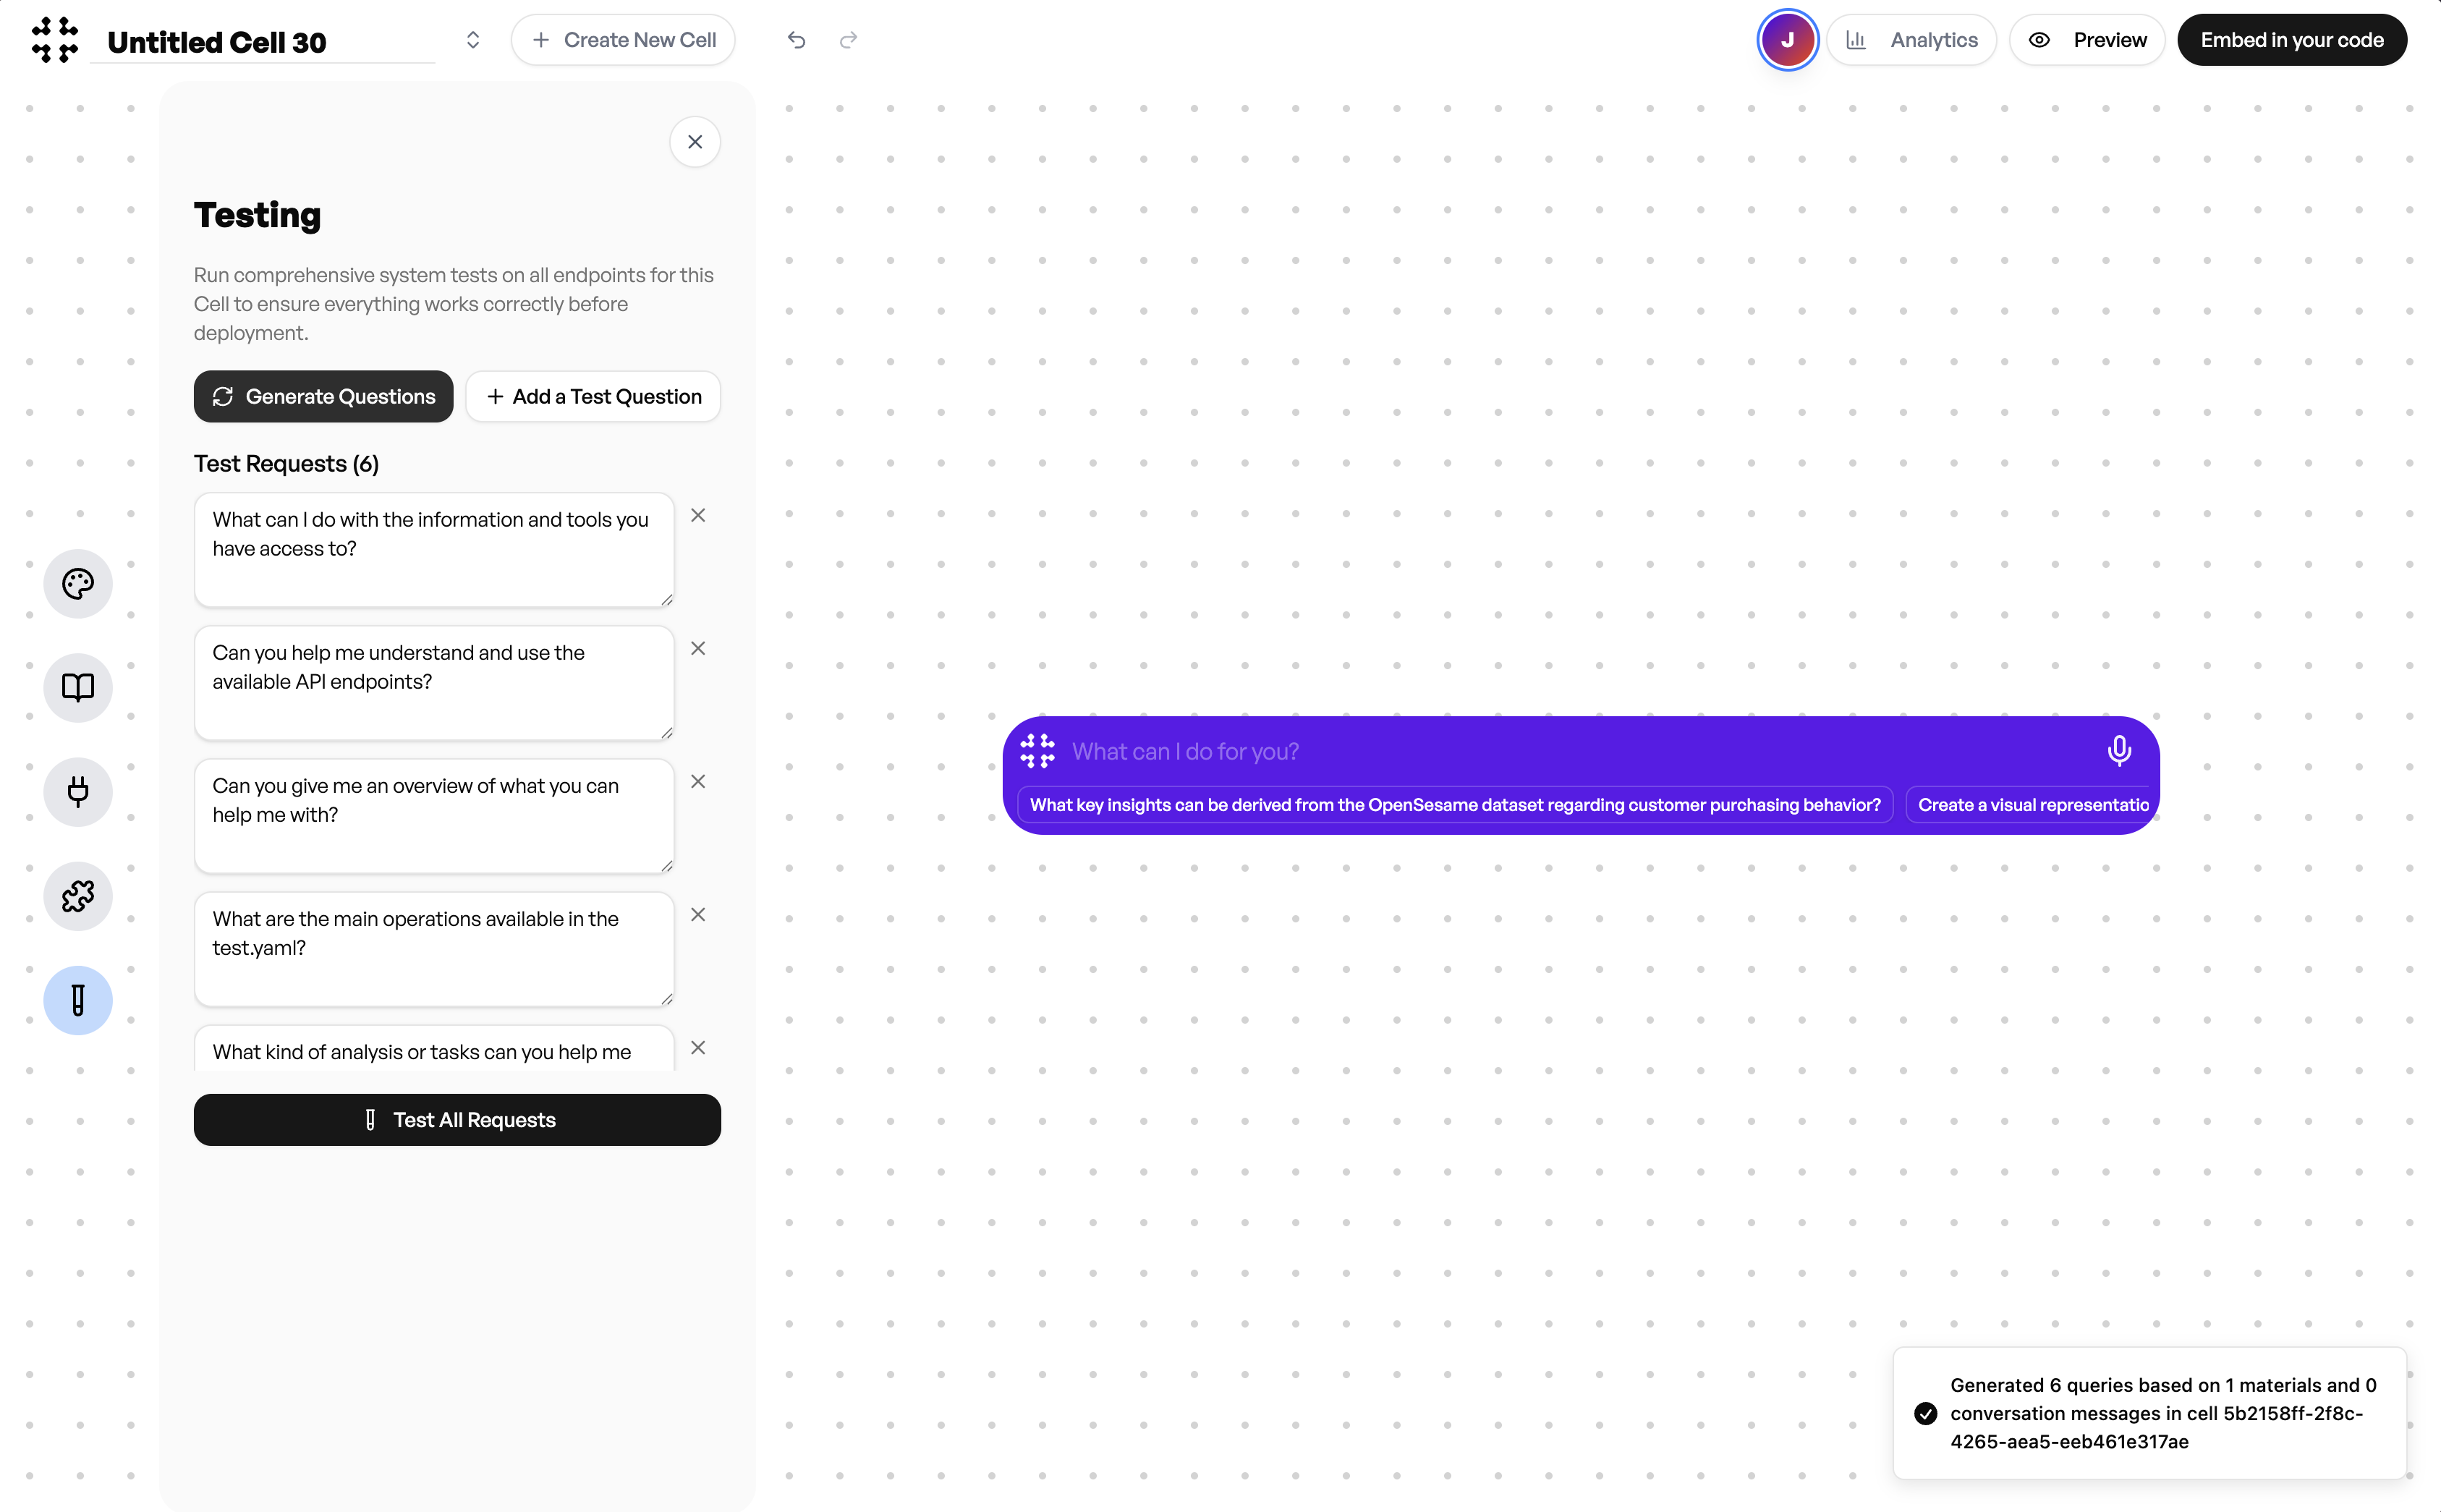 Untitled Cell 30
Create New Cell
J
Analytics
Preview
Embed in your code
Testing
Run comprehensive system tests on all endpoints for this
Cell to ensure everything works correctly before
deployment.
Generate Questions
Add a Test Question
Test Requests (6)
What can I do with the information and tools you
have access to?
Can you help me understand and use the
available API endpoints?
Can you give me an overview of what you can
help me with?
What are the main operations available in the
test.yaml?
What kind of analysis or tasks can you help me
Test All Requests
What can I do for you?
What key insights can be derived from the OpenSesame dataset regarding customer purchasing behavior?
Create a visual representatio
Generated 6 queries based on 1 materials and 0
conversation messages in cell 5b2158ff-2f8c-
4265-aea5-eeb461e317ae